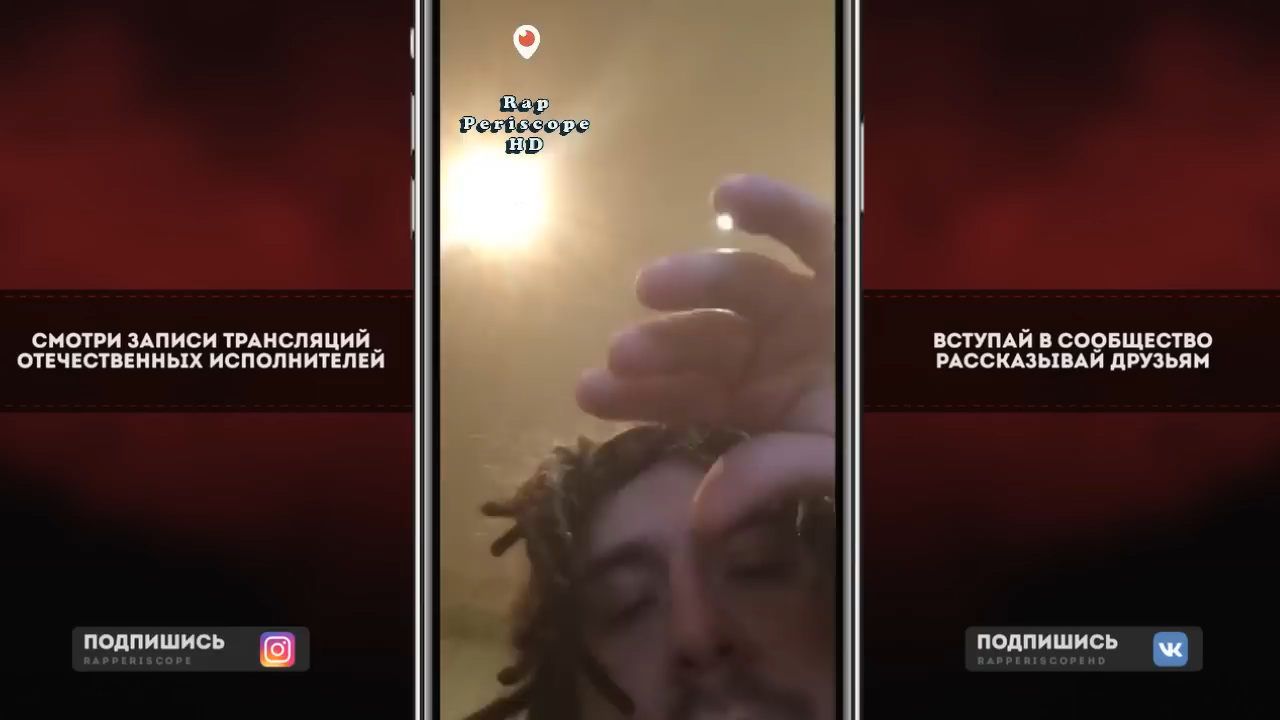 Rap
Periscope
HD
СМОТРИ ЗАПИСИ ТРАНСЛЯЦИЙ
ОТЕЧЕСТВЕННЫХ ИСПОЛНИТЕЛЕЙ
ВСТУПАЙ В СООБЩЕСТВО
РАССКАЗЫВАЙ ДРУЗЬЯМ
ПОДПИШИСЬ
RAPPERISCOPE
ПОДПИШИСЬ
RAPPERISCOPEHD